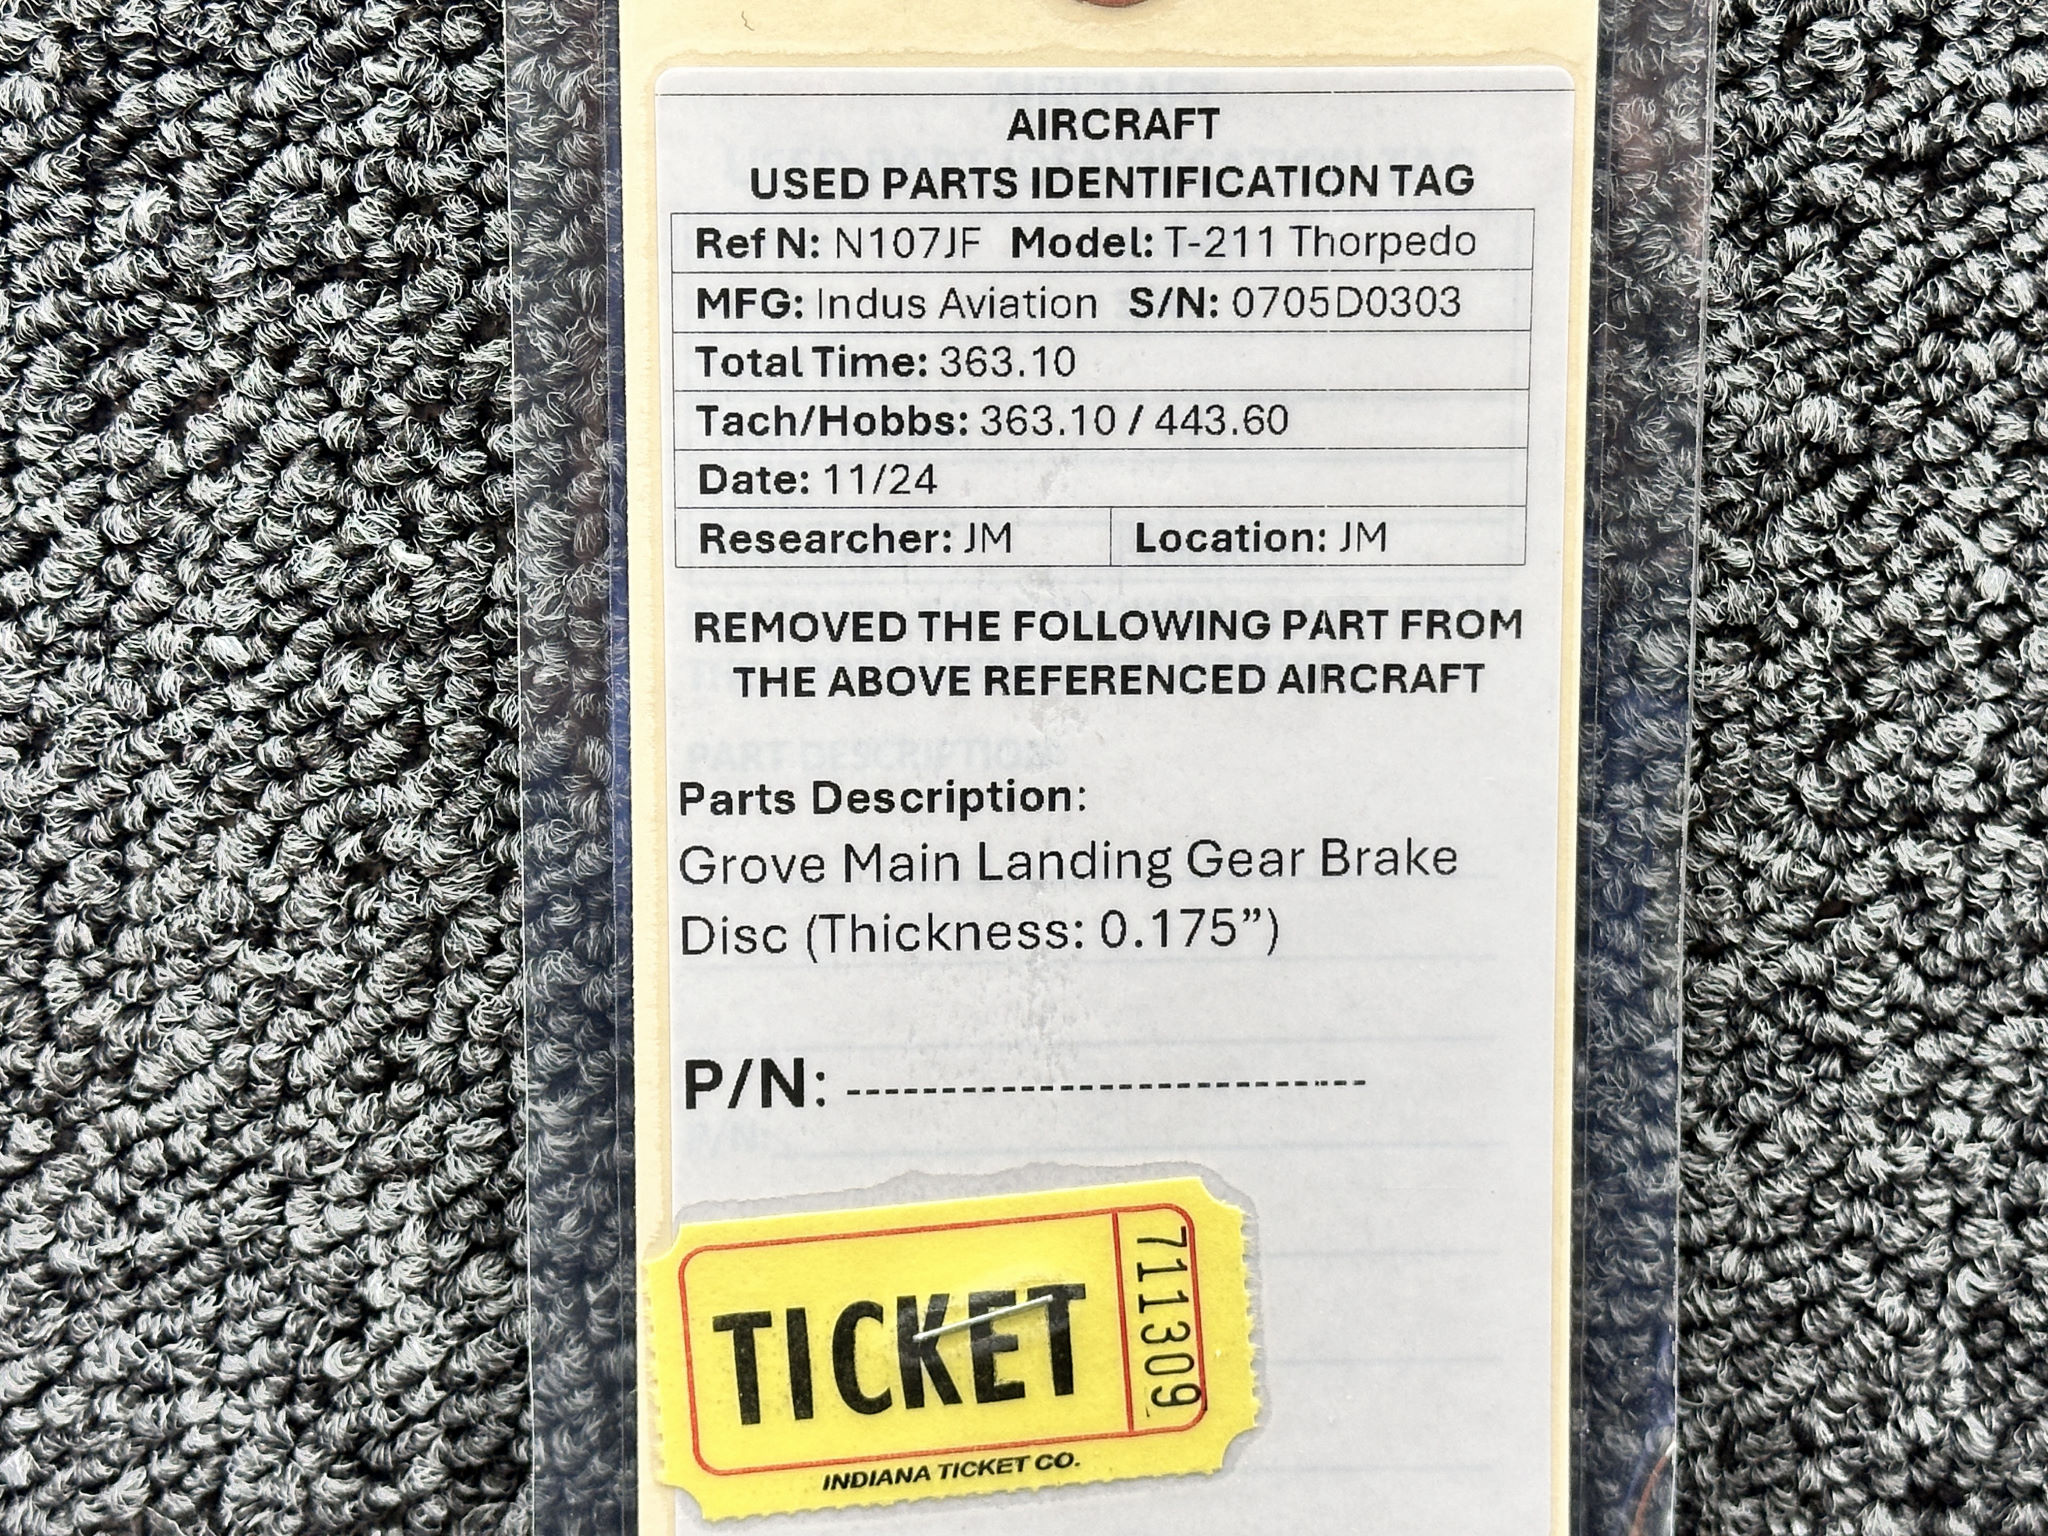 AIRCRAFT
USED PARTS IDENTIFICATION TAG
Ref N: N107JF Model: T-211 Thorpedo
MFG: Indus Aviation S/N: 0705D0303
Total Time: 363.10
Tach/Hobbs: 363.10 / 443.60
Date: 11/24
Researcher: JM Location: JM
REMOVED THE FOLLOWING PART FROM
THE ABOVE REFERENCED AIRCRAFT
PART DESCRIPTION:
Parts Description:
Grove Main Landing Gear Brake
Disc (Thickness: 0.175”)
P/N: ---------------------------
P/N:
TICKET
711309
INDIANA TICKET CO.